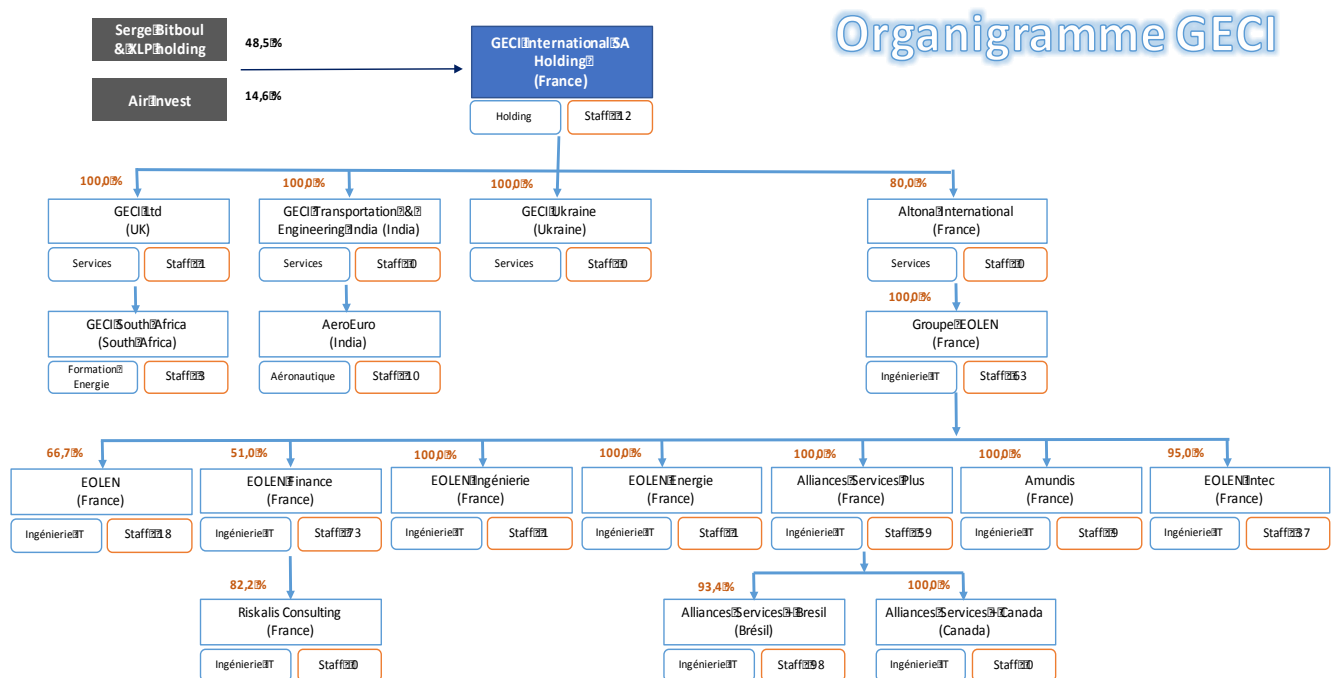 Organigramme GECI
Serge Bitboul
& XLP holding
48,5 %
Air Invest
14,6 %
GECI International SA
Holding
(France)
Holding
Staff 12
100,0 %
GECI Ltd
(UK)
Services
Staff 1
100,0 %
GECI Transportation &
Engineering India (India)
Services
Staff 0
100,0 %
GECI Ukraine
(Ukraine)
Services
Staff 0
80,0 %
Altona International
(France)
Services
Staff 0
GECI South Africa
(South Africa)
Formation
Energie
Staff 3
AeroEuro
(India)
Aéronautique
Staff 10
100,0 %
Groupe EOLEN
(France)
Ingénierie IT
Staff 63
66,7 %
EOLEN
(France)
Ingénierie IT
Staff 18
51,0 %
EOLEN Finance
(France)
Ingénierie IT
Staff 73
100,0 %
EOLEN Ingénierie
(France)
Ingénierie IT
Staff 1
100,0 %
EOLEN Energie
(France)
Ingénierie IT
Staff 1
100,0 %
Alliances Services Plus
(France)
Ingénierie IT
Staff 59
100,0 %
Amundis
(France)
Ingénierie IT
Staff 9
95,0 %
EOLEN Intec
(France)
Ingénierie IT
Staff 37
82,2 %
Riskalis Consulting
(France)
Ingénierie IT
Staff 0
93,4 %
Alliances Services + Bresil
(Brésil)
Ingénierie IT
Staff 98
100,0 %
Alliances Services + Canada
(Canada)
Ingénierie IT
Staff 0